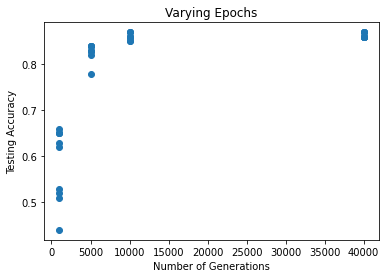 Varying Epochs
Testing Accuracy
0.8
0.7
0.6
0.5
0 5000 10000 15000 20000 25000 30000 35000 40000
Number of Generations